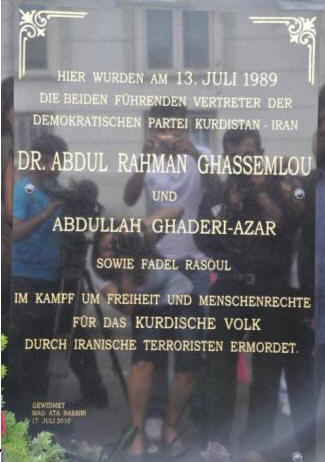 HIER WURDEN AM 13. JULI 1989
DIE BEIDEN FÜHRENDEN VERTRETER DER
DEMOKRATISCHEN PARTEI KURDISTAN - IRAN
DR. ABDUL RAHMAN GHASSEMLOU
UND
ABDULLAH GHADERI-AZAR
SOWIE FADEL RASOUL
IM KAMPF UM FREIHEIT UND MENSCHENRECHTE
FÜR DAS KURDISCHE VOLK
DURCH IRANISCHE TERRORISTEN ERMORDET.
GEWIDMET
MAG ATA NASSIRI
17. JULI 2010